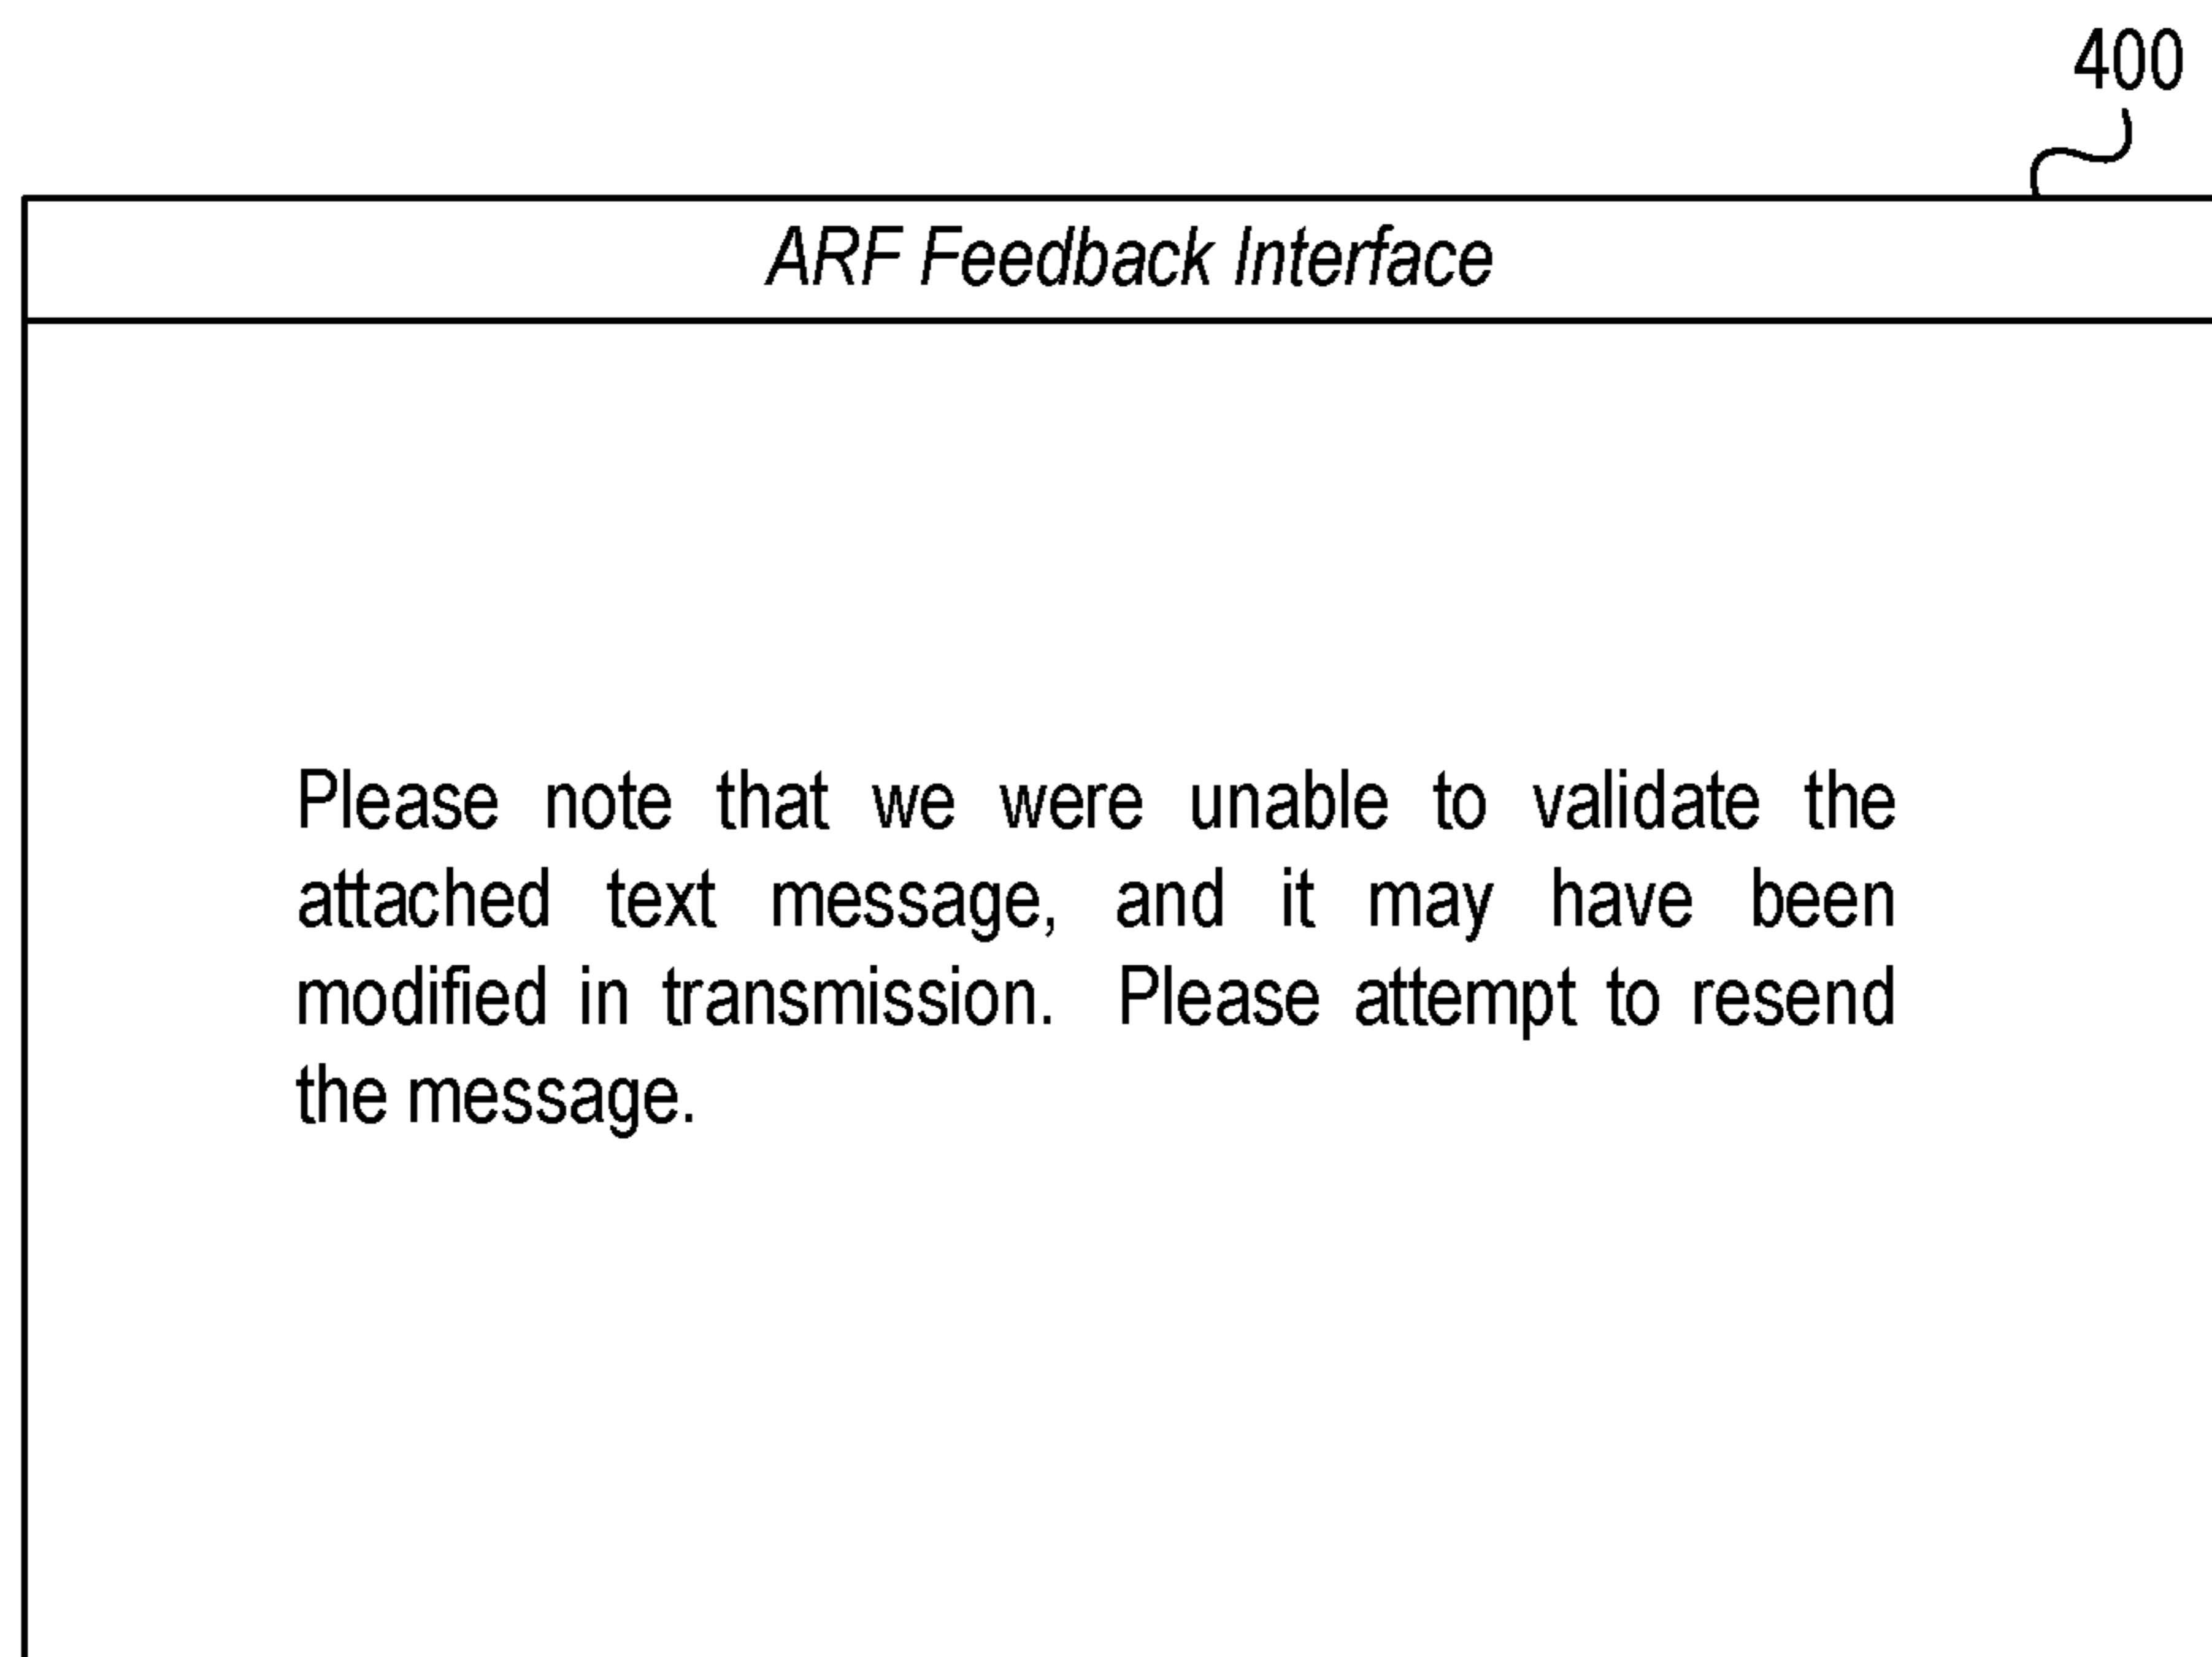 400
ARF Feedback Interface
Please note that we were unable to validate the
attached text message, and it may have been
modified in transmission. Please attempt to resend
the message.